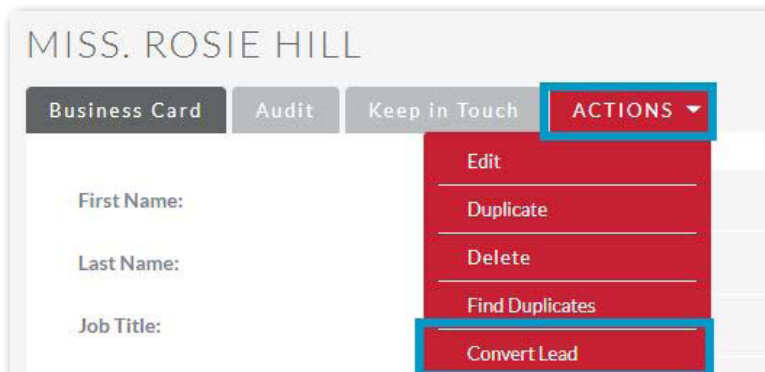 MISS. ROSIE HILL
Business Card Audit Keep in Touch ACTIONS
Edit
First Name:
Duplicate
Last Name:
Delete
Find Duplicates
Job Title:
Convert Lead